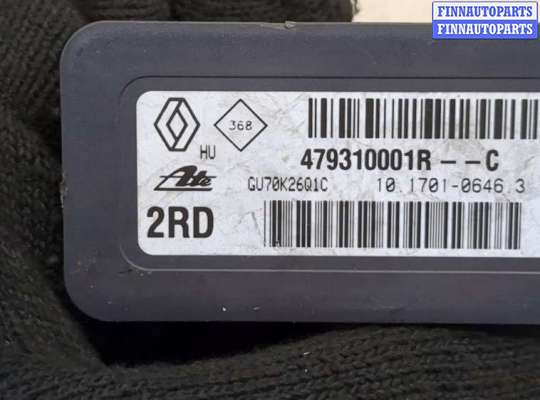 FINNAUTOPARTS
FINNAUTOPARTS
368
HU
479310001R--C
Ate
GU70K26Q1C 10.1701-0646.3
2RD